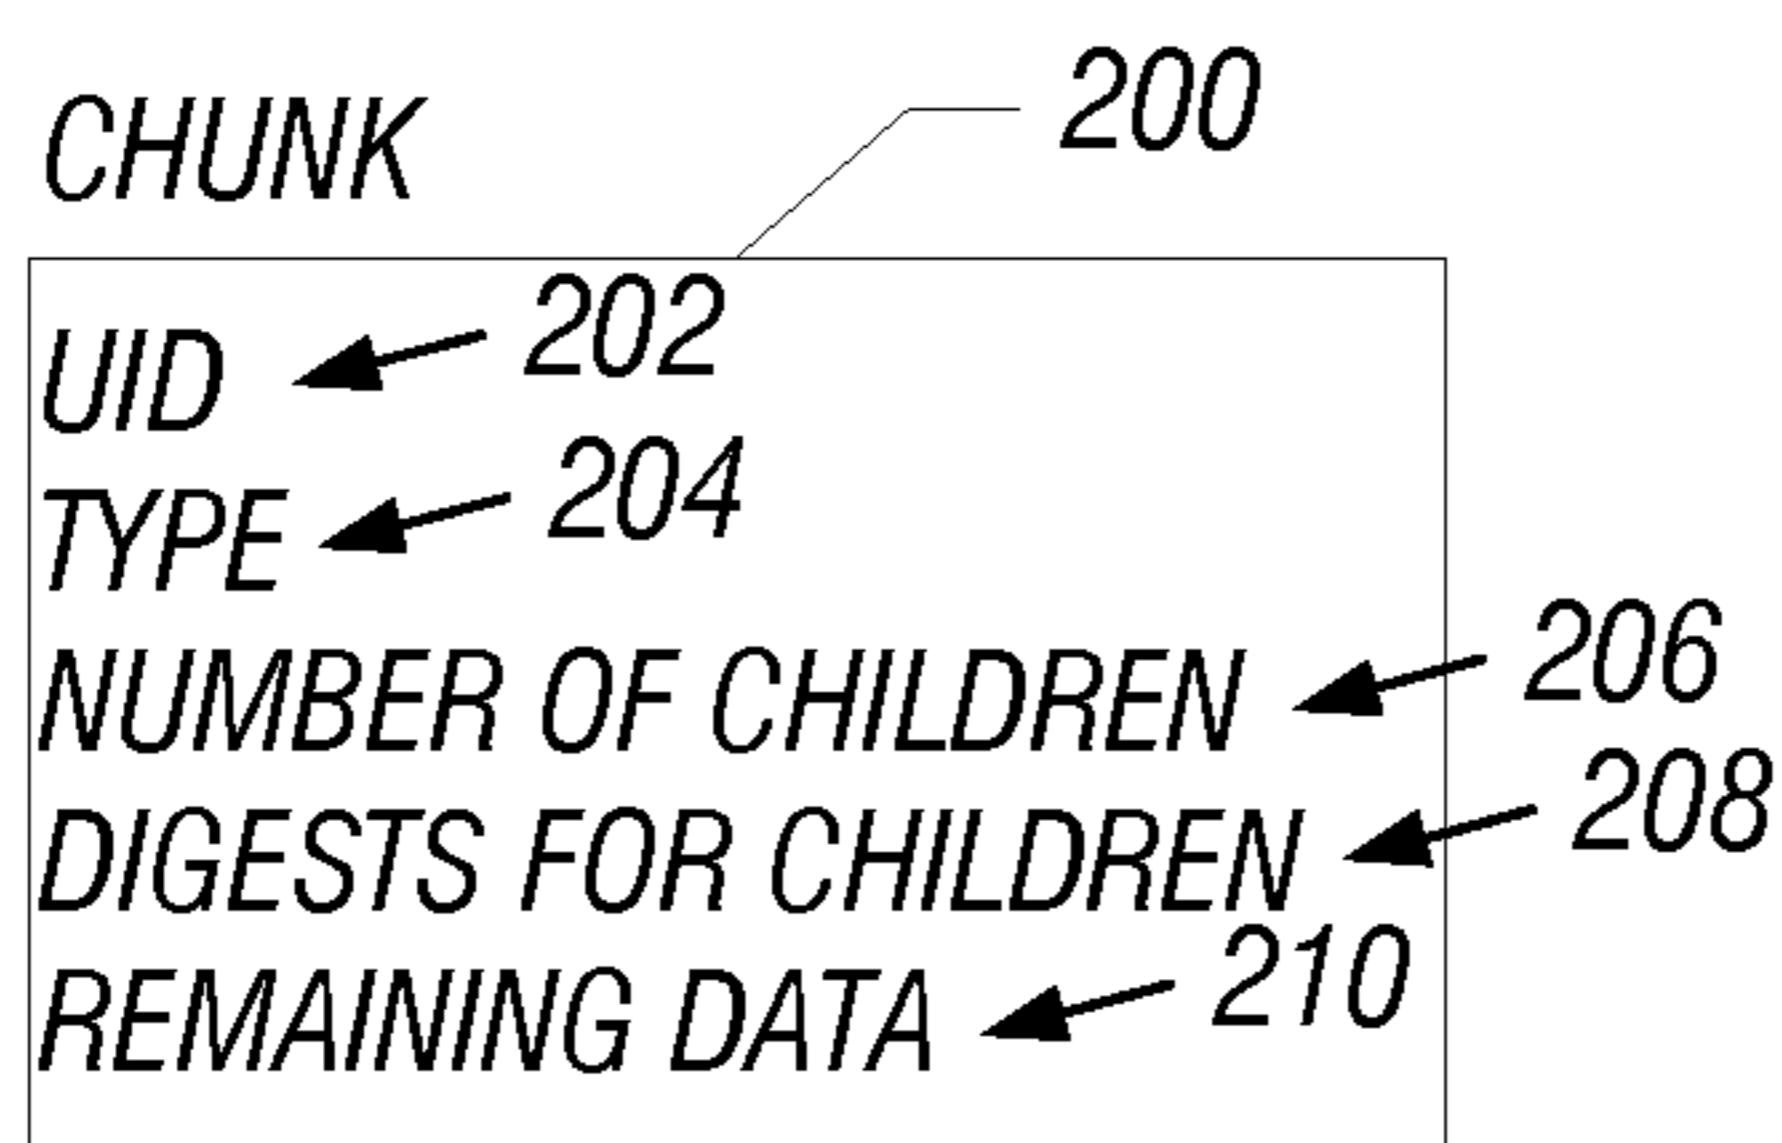 CHUNK 200
UID 202
TYPE 204
NUMBER OF CHILDREN 206
DIGESTS FOR CHILDREN 208
REMAINING DATA 210